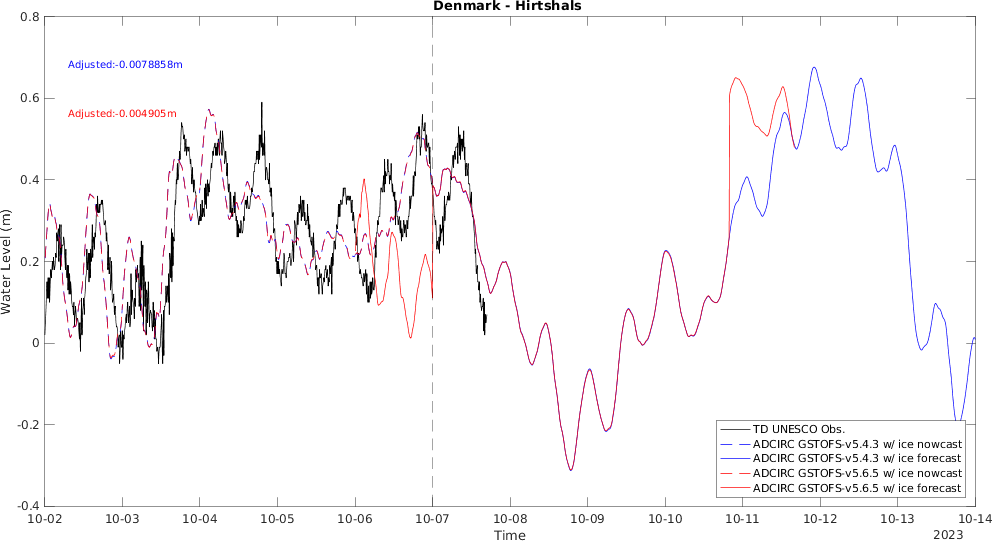 Denmark - Hirtshals
0.8
0.6
0.4
0.2
0
-0.2
-0.4
Water Level (m)
Adjusted:-0.0078858m
Adjusted:-0.004905m
TD UNESCO Obs.
ADCIRC GSTOFS-v5.4.3 w/ ice nowcast
ADCIRC GSTOFS-v5.4.3 w/ ice forecast
ADCIRC GSTOFS-v5.6.5 w/ ice nowcast
ADCIRC GSTOFS-v5.6.5 w/ ice forecast
10-02 10-03 10-04 10-05 10-06 10-07 10-08 10-09 10-10 10-11 10-12 10-13 10-14
Time
2023